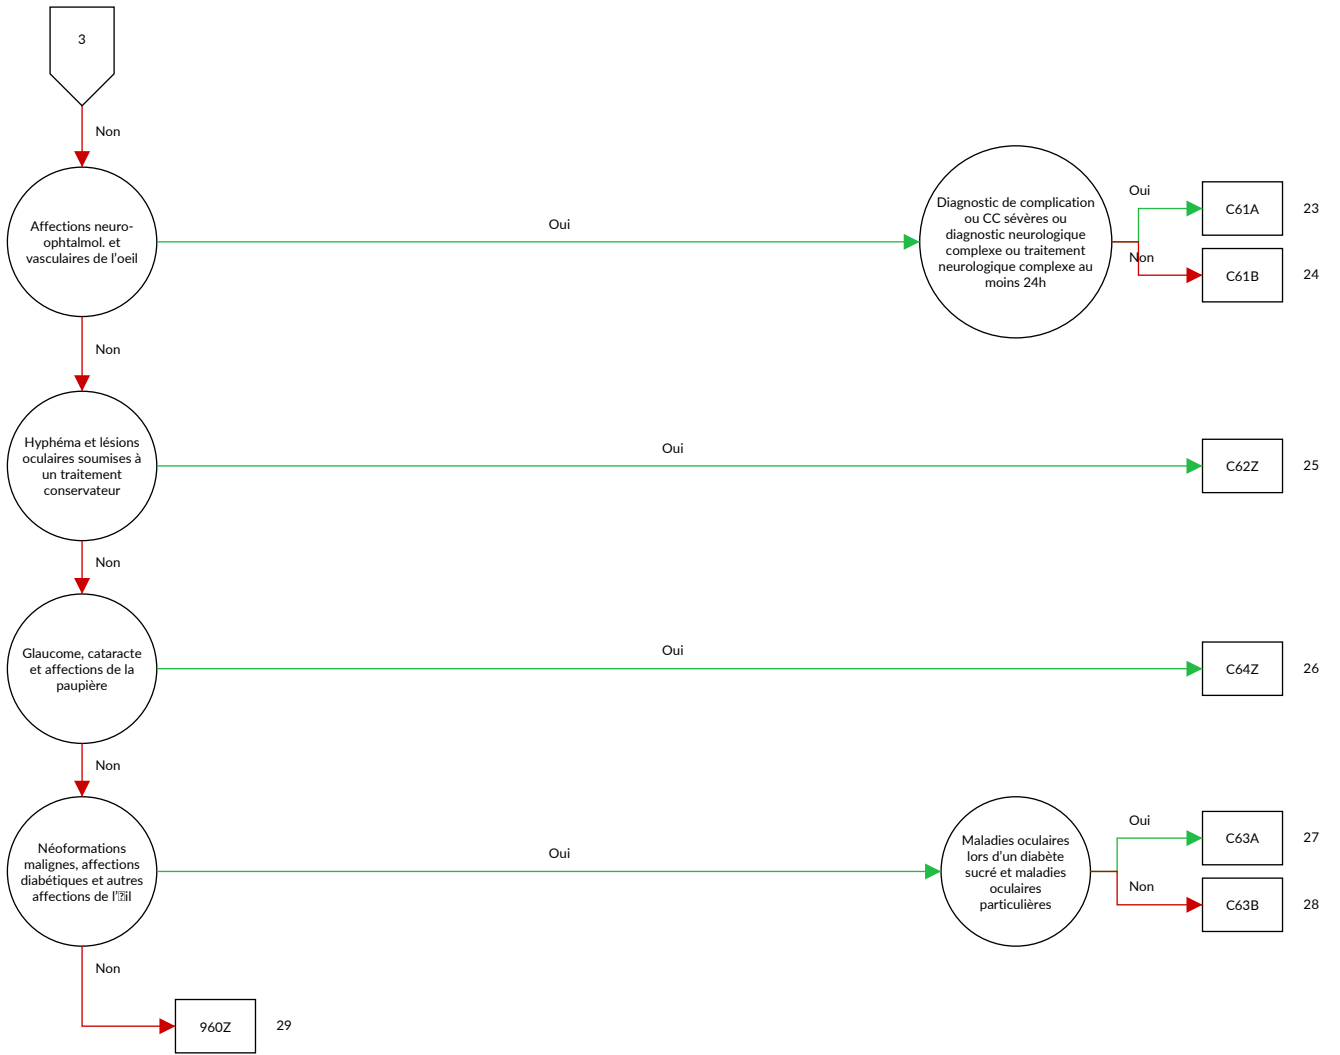 3
Non
Affections neuro-
ophtalmol. et
vasculaires de l'oeil
Oui
Diagnostic de complication
ou CC sévères ou
diagnostic neurologique
complexe ou traitement
neurologique complexe au
moins 24h
Oui
C61A
23
Non
C61B
24
Non
Hyphéma et lésions
oculaires soumises à
un traitement
conservateur
Oui
C62Z
25
Non
Glaucome, cataracte
et affections de la
paupière
Oui
C64Z
26
Non
Néoformations
malignes, affections
diabétiques et autres
affections de l'�il
Oui
Maladies oculaires
lors d'un diabète
sucré et maladies
oculaires
particulières
Oui
C63A
27
Non
C63B
28
Non
960Z
29